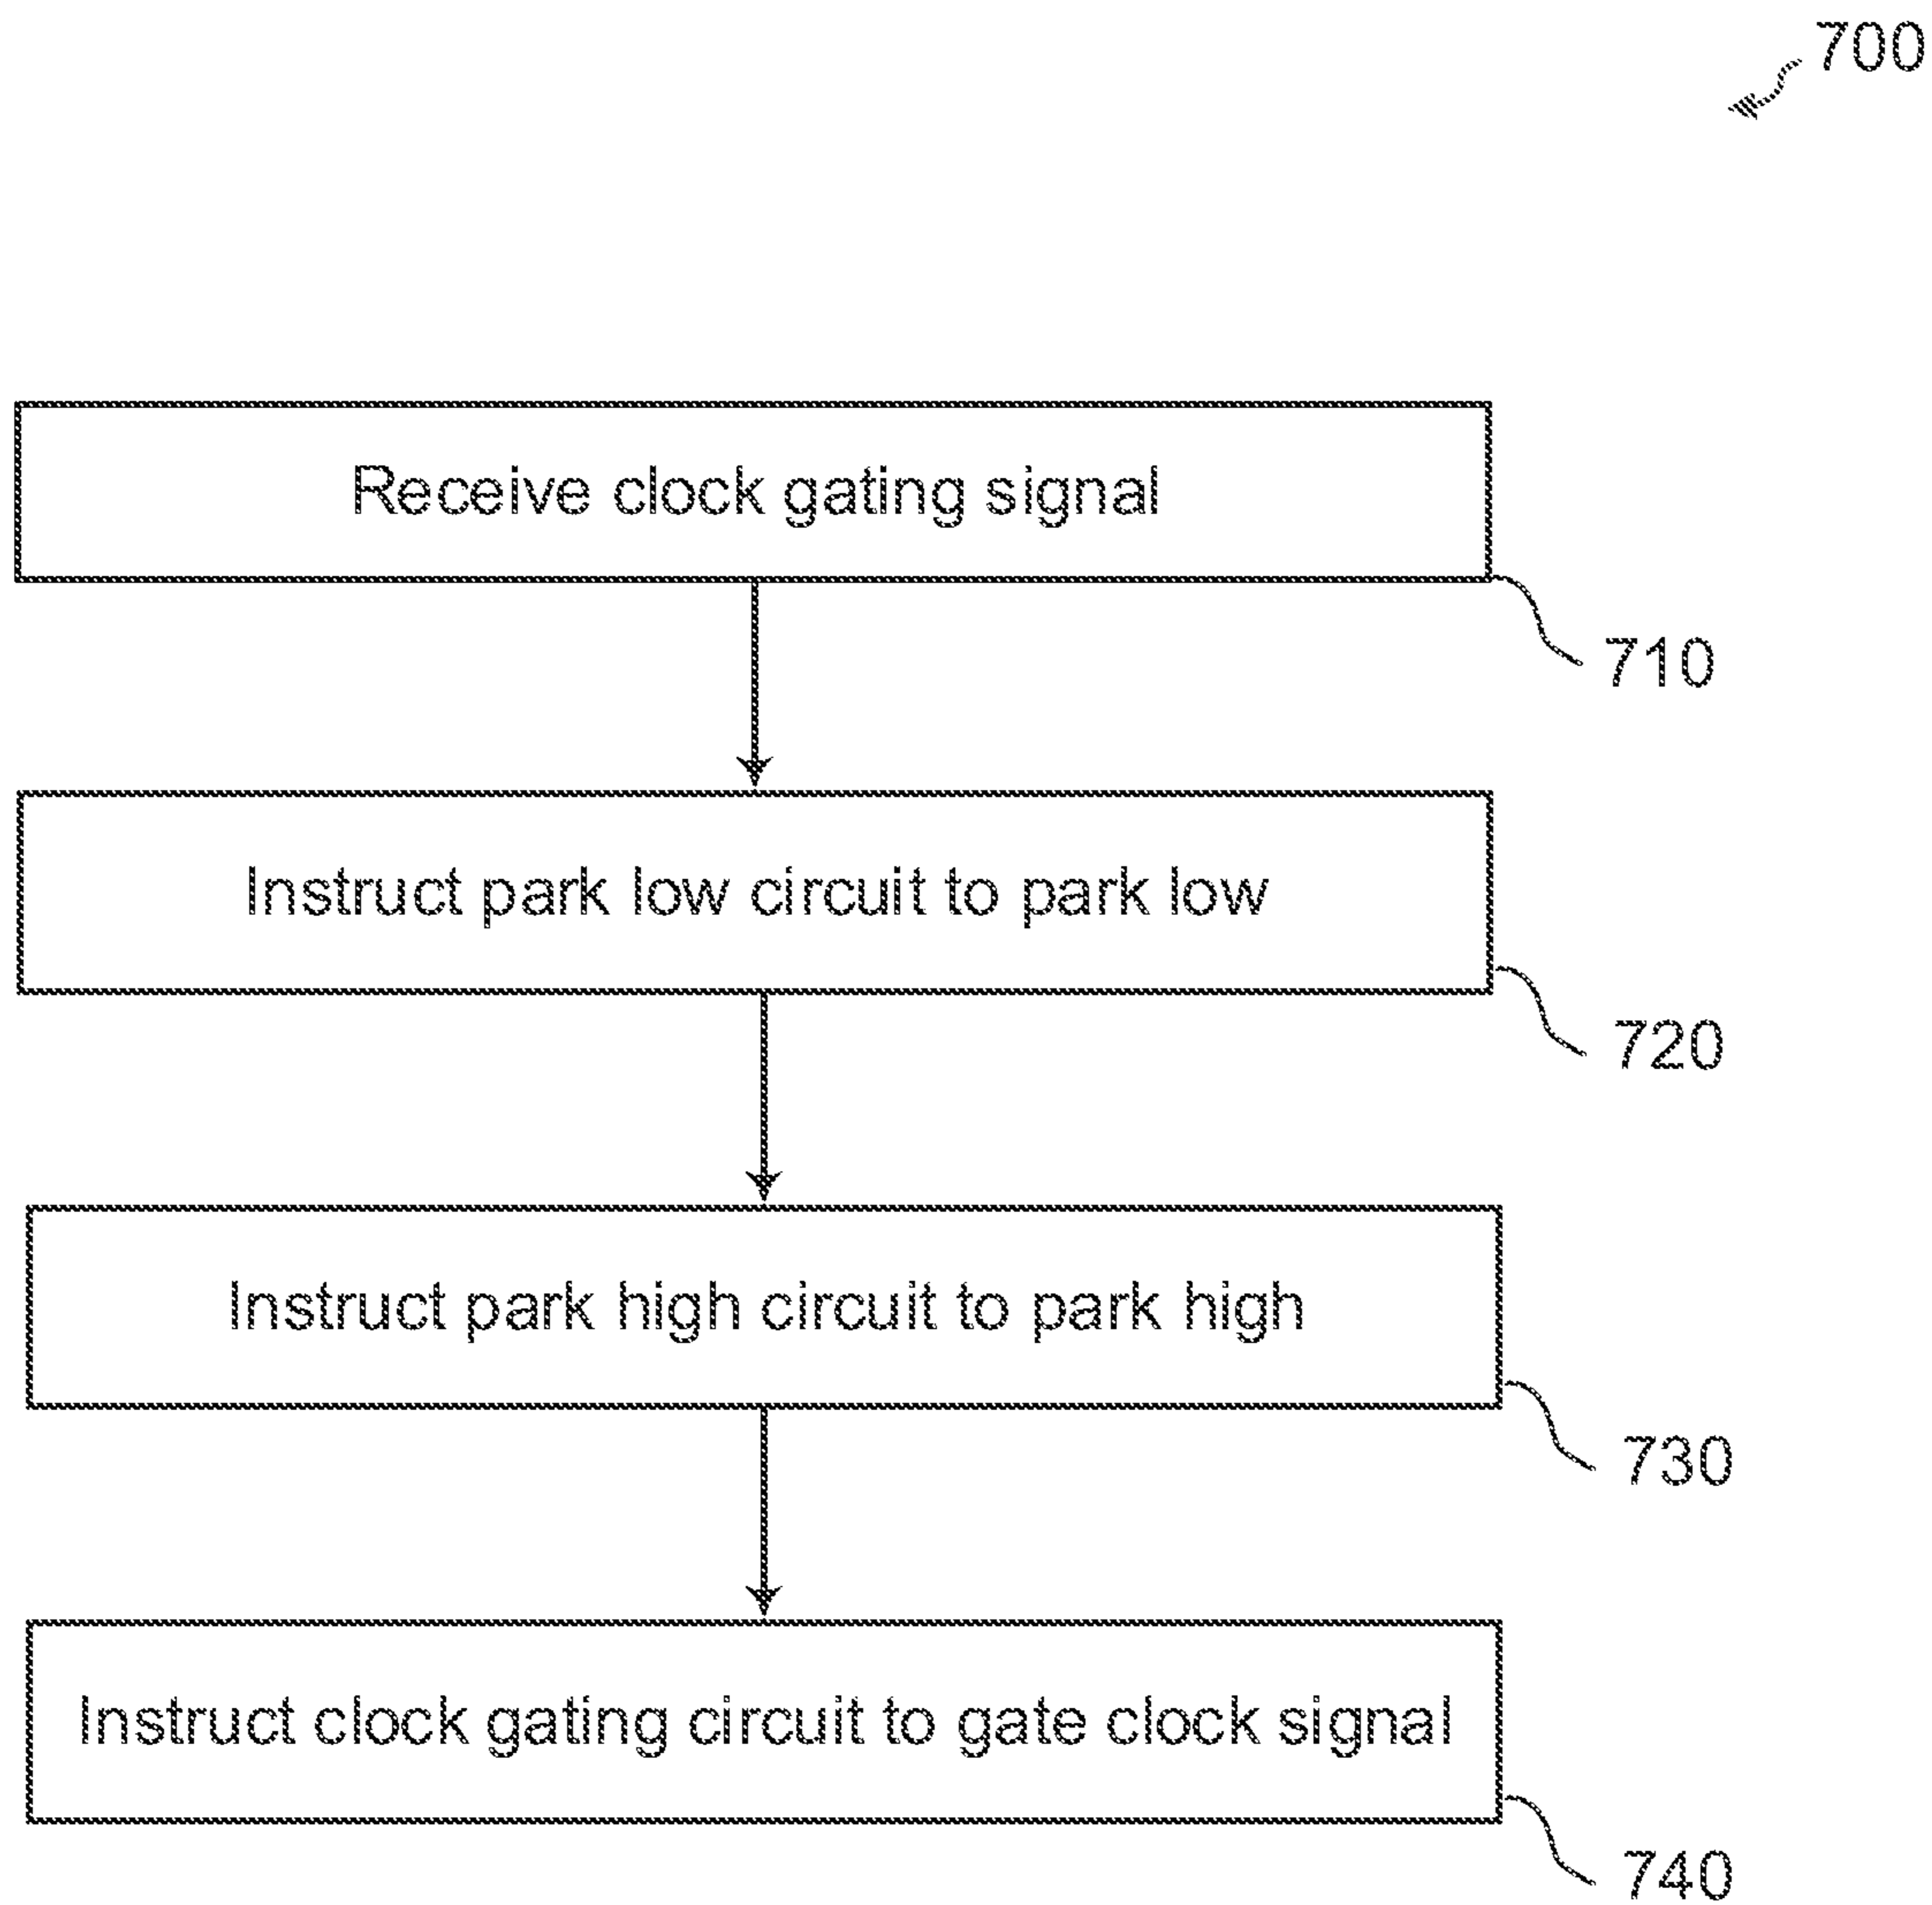 700
Receive clock gating signal
710
Instruct park low circuit to park low
720
Instruct park high circuit to park high
730
Instruct clock gating circuit to gate clock signal
740